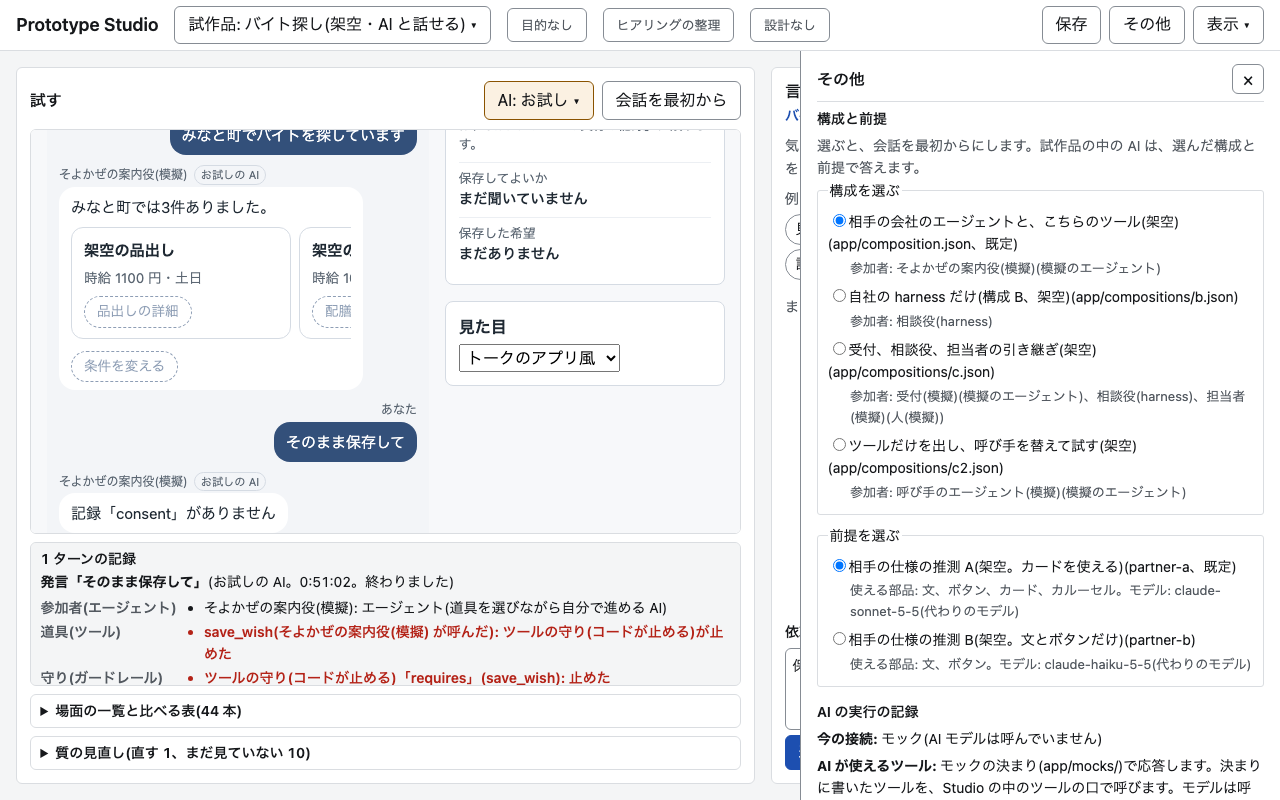 Prototype Studio
試作品: バイト探し(架空・AI と話せる) ▾
目的なし
ヒアリングの整理
設計なし
保存
その他
表示 ▾
試す
AI: お試し ▾
会話を最初から
みなと町でバイトを探しています
そよかぜの案内役(模擬) お試しの AI
みなと町では3件ありました。
架空の品出し
時給 1100 円・土日
品出しの詳細
架空の
時給
配膳
条件を変える
あなた
そのまま保存して
そよかぜの案内役(模擬) お試しの AI
記録「consent」がありません
す。
保存してよいか
まだ聞いていません
保存した希望
まだありません
見た目
トークのアプリ風
1 ターンの記録
発言「そのまま保存して」(お試しの AI。0:51:02。終わりました)
参加者(エージェント) • そよかぜの案内役(模擬): エージェント(道具を選びながら自分で進める AI)
道具(ツール) • save_wish(そよかぜの案内役(模擬) が呼んだ): ツールの守り(コードが止める)が止
めた
守り(ガードレール) • ツールの守り(コードが止める)「requires」(save_wish): 止めた
▶ 場面の一覧と比べる表(44 本)
▶ 質の見直し(直す 1、まだ見ていない 10)
言
バ
気
を
例
ま
依
その他
×
構成と前提
選ぶと、会話を最初からにします。試作品の中の AI は、選んだ構成と
前提で答えます。
構成を選ぶ
相手の会社のエージェントと、こちらのツール(架空)
(app/composition.json、既定)
参加者: そよかぜの案内役(模擬)(模擬のエージェント)
自社の harness だけ(構成 B、架空)(app/compositions/b.json)
参加者: 相談役(harness)
受付、相談役、担当者の引き継ぎ(架空)
(app/compositions/c.json)
参加者: 受付(模擬)(模擬のエージェント)、相談役(harness)、担当者
(模擬)(人(模擬))
ツールだけを出し、呼び手を替えて試す(架空)
(app/compositions/c2.json)
参加者: 呼び手のエージェント(模擬)(模擬のエージェント)
前提を選ぶ
相手の仕様の推測 A(架空。カードを使える)(partner-a、既定)
使える部品: 文、ボタン、カード、カルーセル。モデル: claude-
sonnet-5-5(代わりのモデル)
相手の仕様の推測 B(架空。文とボタンだけ)(partner-b)
使える部品: 文、ボタン。モデル: claude-haiku-5-5(代わりのモデル)
AI の実行の記録
今の接続: モック(AI モデルは呼んでいません)
AI が使えるツール: モックの決まり(app/mocks/)で応答します。決まり
に書いたツールを、Studio の中のツールの口で呼びます。モデルは呼